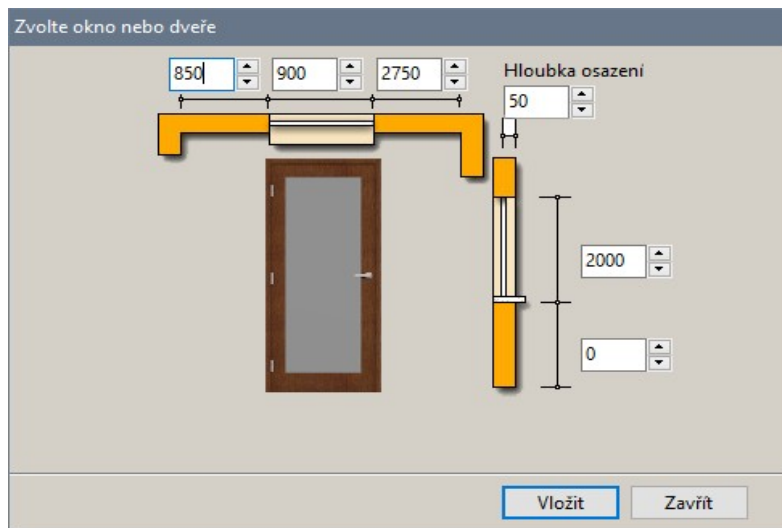 Zvolte okno nebo dveře
850 900 2750
Hloubka osazení
50
2000
0
Vložit Zavřít